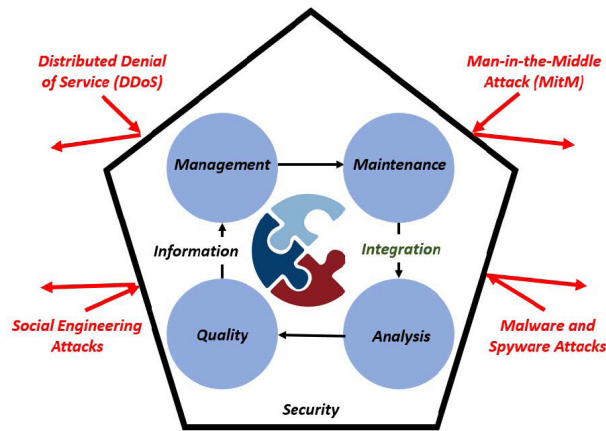 Distributed Denial
of Service (DDoS)
Man-in-the-Middle
Attack (MitM)
Management
Maintenance
Information
Integration
Quality
Analysis
Social Engineering
Attacks
Malware and
Spyware Attacks
Security